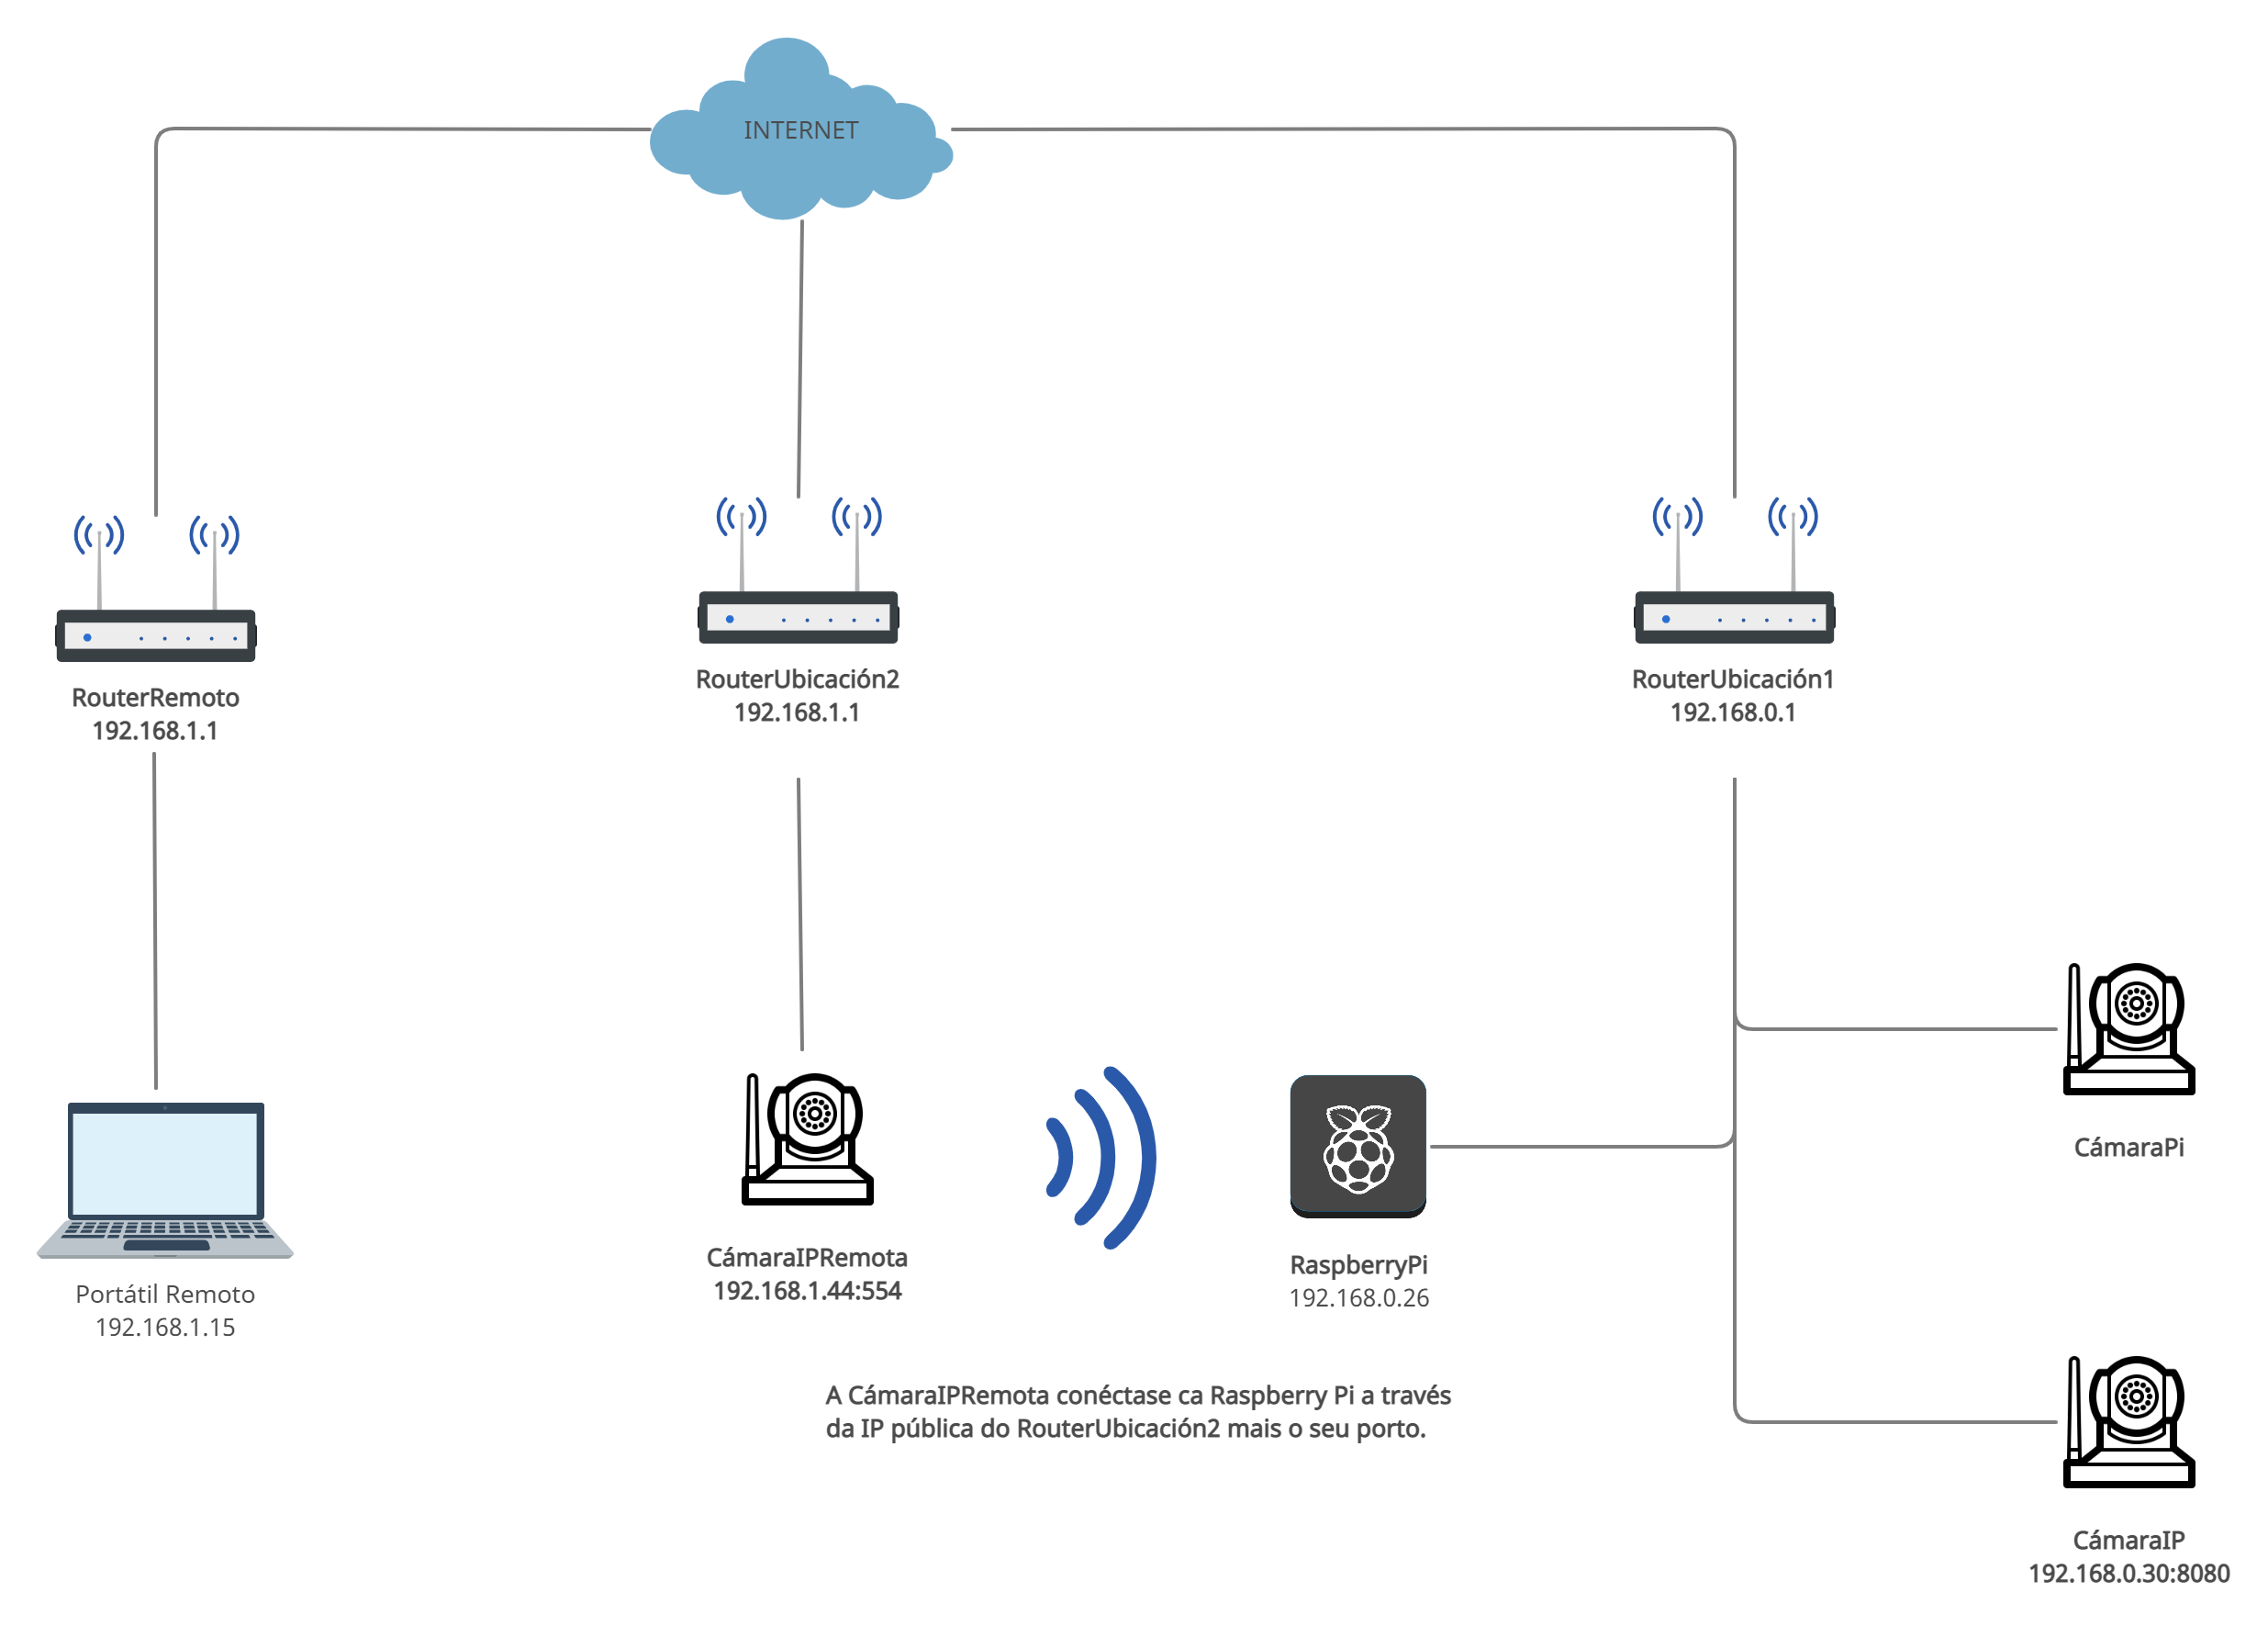 INTERNET
RouterRemoto
192.168.1.1
RouterUbicación2
192.168.1.1
RouterUbicación1
192.168.0.1
Portátil Remoto
192.168.1.15
CámaraIPRemota
192.168.1.44:554
RaspberryPi
192.168.0.26
CámaraPi
A CámaraIPRemota conéctase ca Raspberry Pi a través
da IP pública do RouterUbicación2 mais o seu porto.
CámaraIP
192.168.0.30:8080